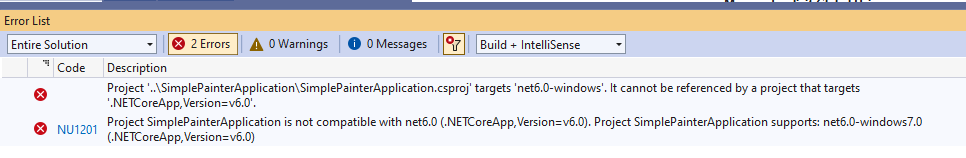 Error List
Entire Solution 2 Errors 0 Warnings 0 Messages Build + IntelliSense
Code Description
Project '..\SimplePainterApplication\SimplePainterApplication.csproj' targets 'net6.0-windows'. It cannot be referenced by a project that targets
'.NETCoreApp,Version=v6.0'.
NU1201 Project SimplePainterApplication is not compatible with net6.0 (.NETCoreApp,Version=v6.0). Project SimplePainterApplication supports: net6.0-windows7.0
(.NETCoreApp,Version=v6.0)